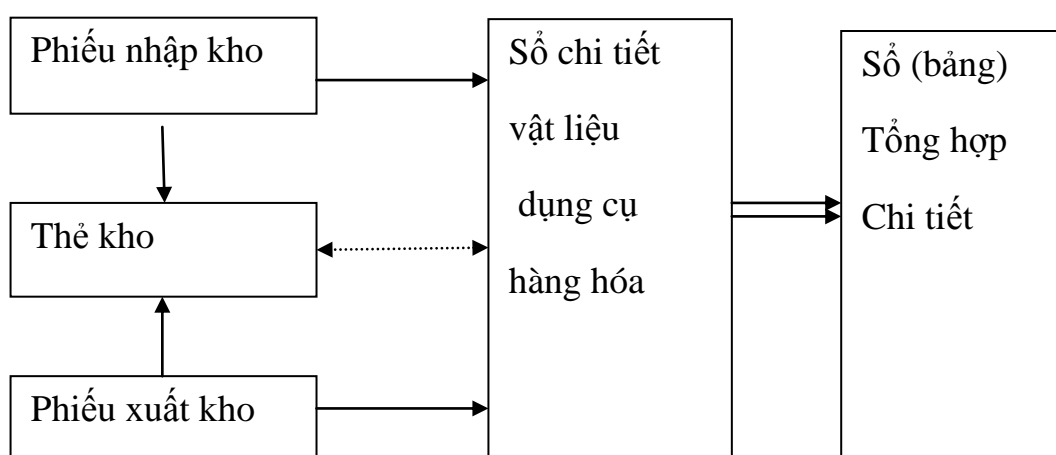 Phiếu nhập kho
Thẻ kho
Phiếu xuất kho
Sổ chi tiết
vật liệu
dụng cụ
hàng hóa
Sổ (bảng)
Tổng hợp
Chi tiết